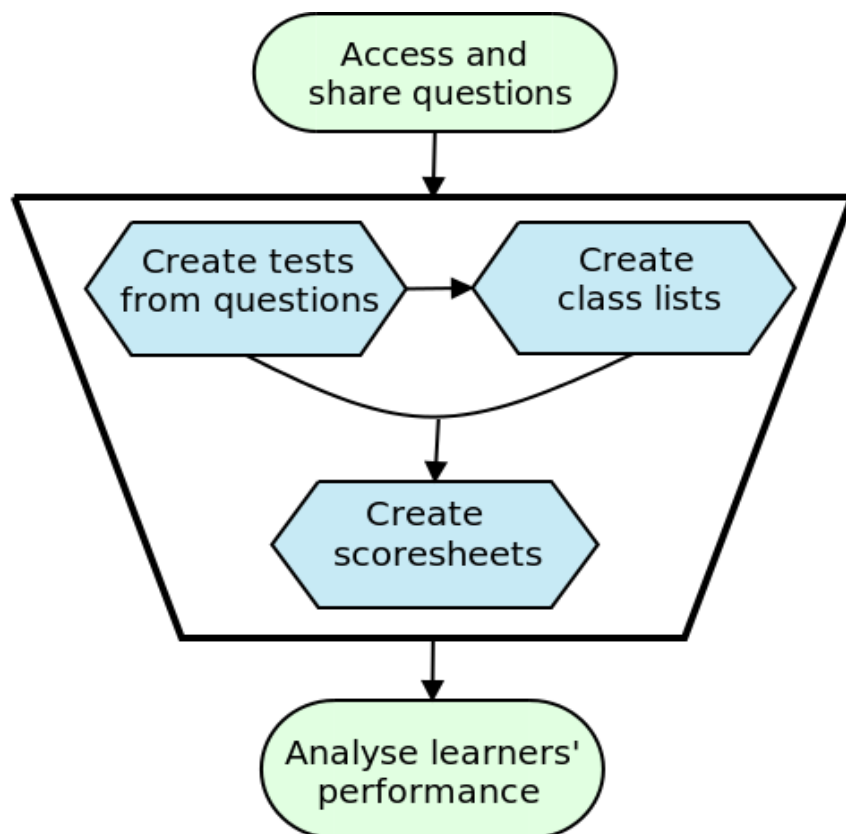 Access and
share questions
Create tests
from questions
Create
class lists
Create
scoresheets
Analyse learners'
performance